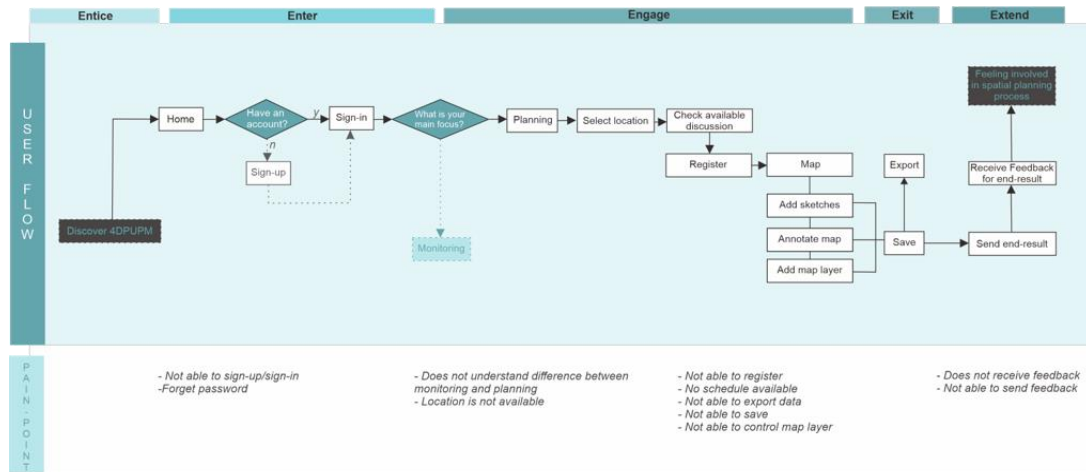 Entice
Enter
Engage
Exit
Extend
USER FLOW
Discover 4DPUPM
Home
Have an
account?
y
n
Sign-up
Sign-in
What is your
main focus?
Monitoring
Planning
Select location
Check available
discussion
Register
Map
Add sketches
Annotate map
Add map layer
Export
Save
Send end-result
Receive Feedback
for end-result
Feeling involved
in spatial planning
process
PAIN-POINT
- Not able to sign-up/sign-in
-Forget password
- Does not understand difference between
monitoring and planning
- Location is not available
- Not able to register
- No schedule available
- Not able to export data
- Not able to save
- Not able to control map layer
- Does not receive feedback
- Not able to send feedback